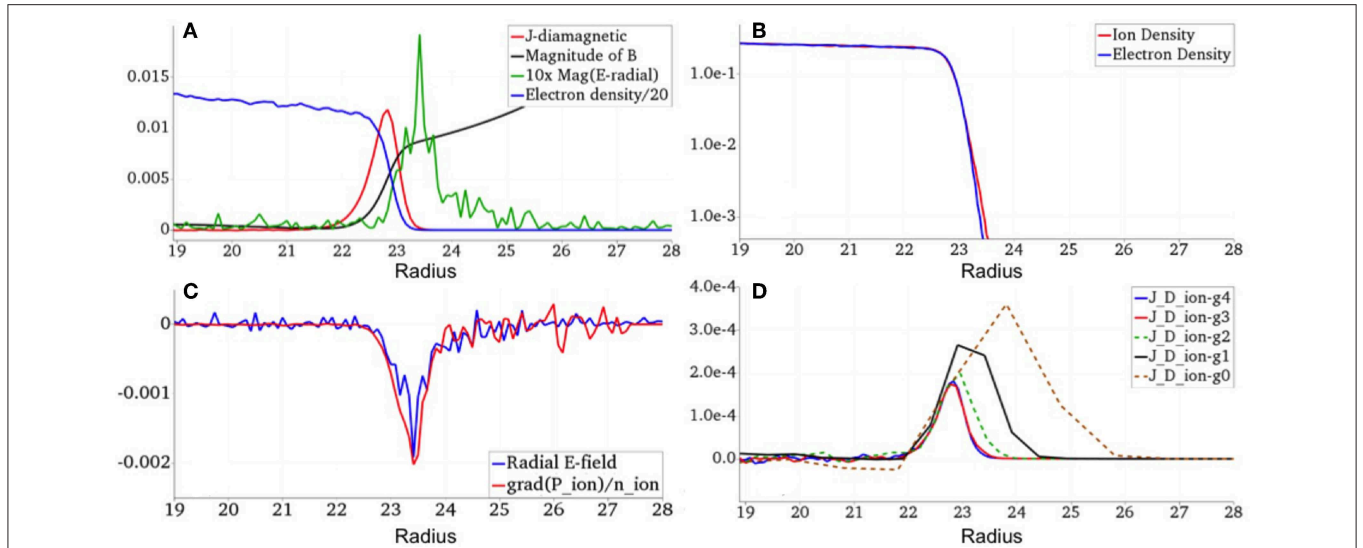 A
J-diamagnetic
Magnitude of B
10x Mag(E-radial)
Electron density/20
0.015
0.01
0.005
0
19 20 21 22 23 24 25 26 27 28
Radius
B
Ion Density
Electron Density
1.0e-1
1.0e-2
1.0e-3
19 20 21 22 23 24 25 26 27 28
Radius
C
0
-0.001
-0.002
Radial E-field
grad(P_ion)/n_ion
19 20 21 22 23 24 25 26 27 28
Radius
D
4.0e-4
3.0e-4
2.0e-4
1.0e-4
0.0
J_D_ion-g4
J_D_ion-g3
J_D_ion-g2
J_D_ion-g1
J_D_ion-g0
19 20 21 22 23 24 25 26 27 28
Radius